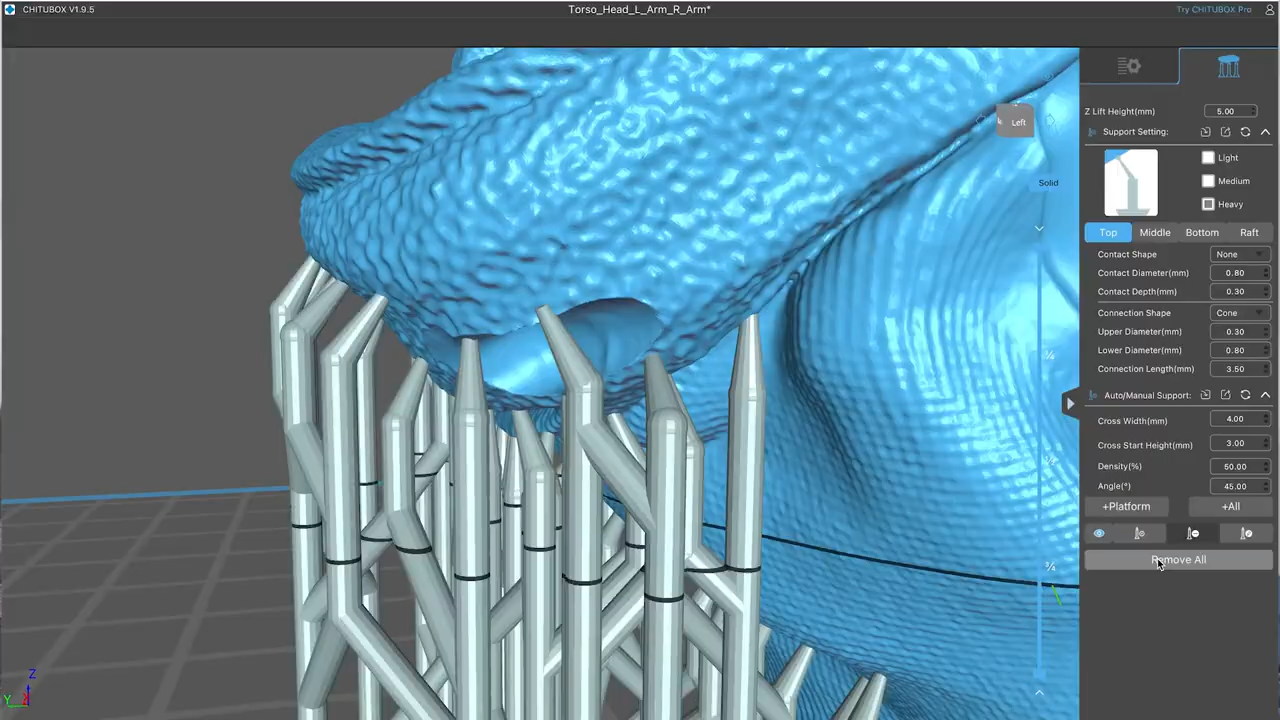 CHITUBOX V1.9.5
Torso_Head_L_Arm_R_Arm*
Try CHITUBOX Pro
Z Lift Height(mm) 5.00
Support Setting:
Light
Medium
Heavy
Top Middle Bottom Raft
Contact Shape None
Contact Diameter(mm) 0.80
Contact Depth(mm) 0.30
Connection Shape Cone
Upper Diameter(mm) 0.30
Lower Diameter(mm) 0.80
Connection Length(mm) 3.50
Auto/Manual Support:
Cross Width(mm) 4.00
Cross Start Height(mm) 3.00
Density(%) 50.00
Angle(°) 45.00
+Platform +All
Remove All
Left
Solid
Z
Y